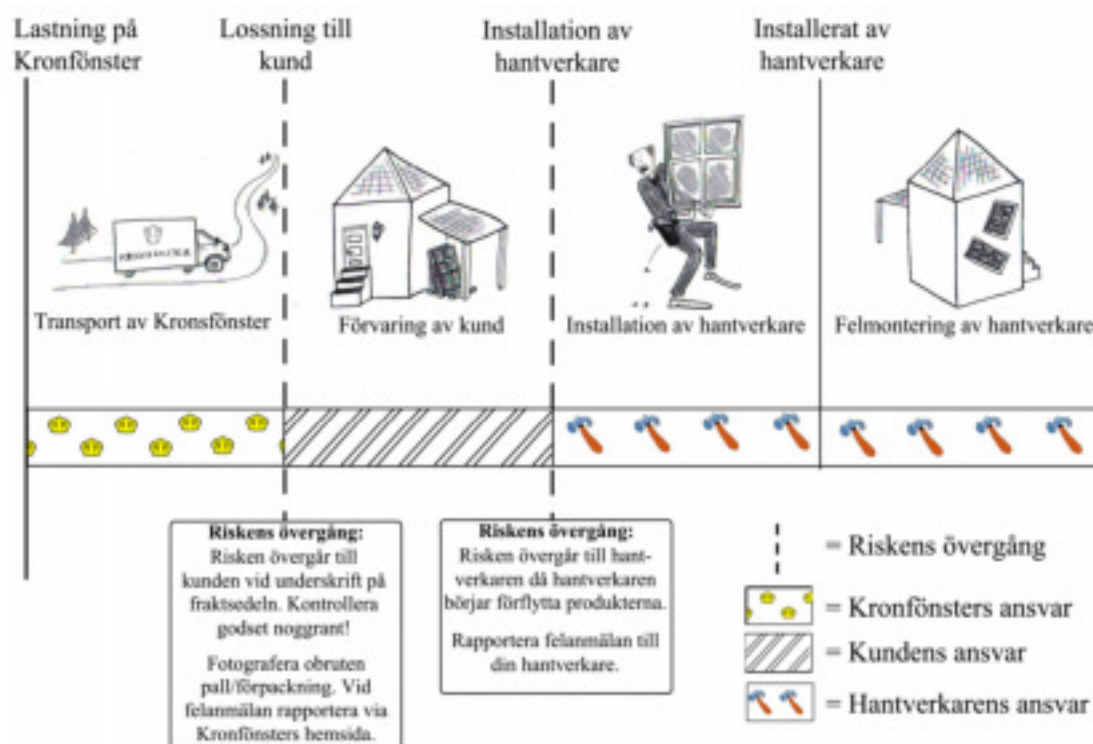 Lastning på
Kronfönster
Lossning till
kund
Installation av
hantverkare
Installerat av
hantverkare
Transport av Kronsfönster
Förvaring av kund
Installation av hantverkare
Felmontering av hantverkare
Riskens övergång:
Risken övergår till
kunden vid underskrift på
fraktsedeln. Kontrollera
godset noggrant!
Fotografera obruten
pall/förpackning. Vid
felanmälan rapportera via
Kronfönsters hemsida.
Riskens övergång:
Risken övergår till hant-
verkaren då hantverkaren
börjar förflytta produkterna.
Rapportera felanmälan till
din hantverkare.
= Riskens övergång
= Kronfönsters ansvar
= Kundens ansvar
= Hantverkarens ansvar